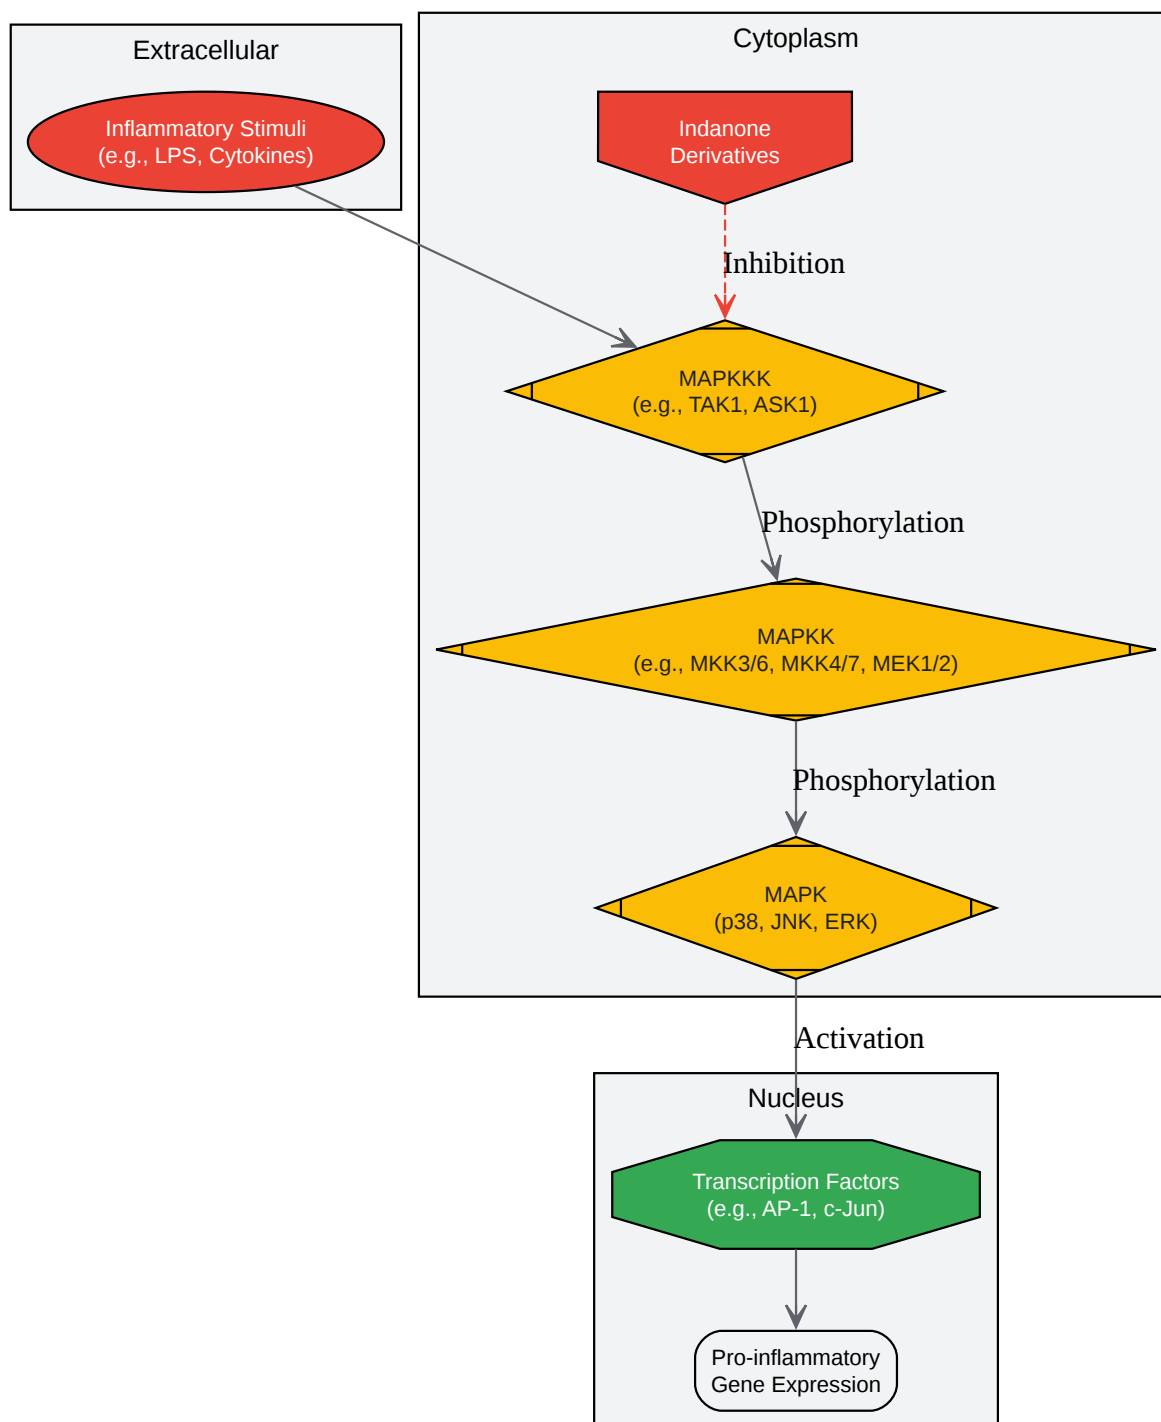 Extracellular
Inflammatory Stimuli
(e.g., LPS, Cytokines)
Cytoplasm
Indanone
Derivatives
Inhibition
MAPKKK
(e.g., TAK1, ASK1)
Phosphorylation
MAPKK
(e.g., MKK3/6, MKK4/7, MEK1/2)
Phosphorylation
MAPK
(p38, JNK, ERK)
Activation
Nucleus
Transcription Factors
(e.g., AP-1, c-Jun)
Pro-inflammatory
Gene Expression